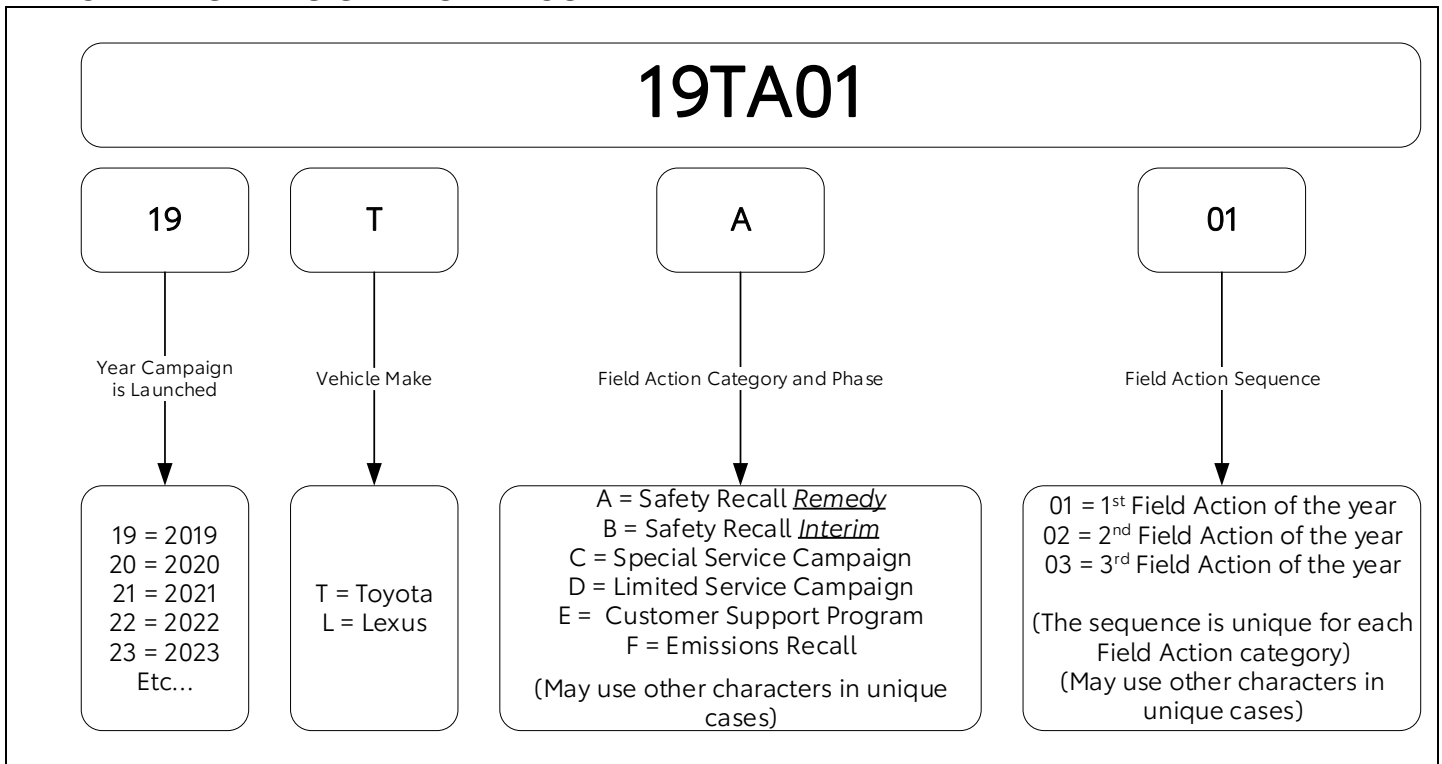 19TA01
19
T
A
01
Year Campaign
is Launched
Vehicle Make
Field Action Category and Phase
Field Action Sequence
19 = 2019
20 = 2020
21 = 2021
22 = 2022
23 = 2023
Etc...
T = Toyota
L = Lexus
A = Safety Recall Remedy
B = Safety Recall Interim
C = Special Service Campaign
D = Limited Service Campaign
E =  Customer Support Program
F = Emissions Recall
(May use other characters in unique
cases)
01 = 1st Field Action of the year
02 = 2nd Field Action of the year
03 = 3rd Field Action of the year
(The sequence is unique for each
Field Action category)
(May use other characters in
unique cases)